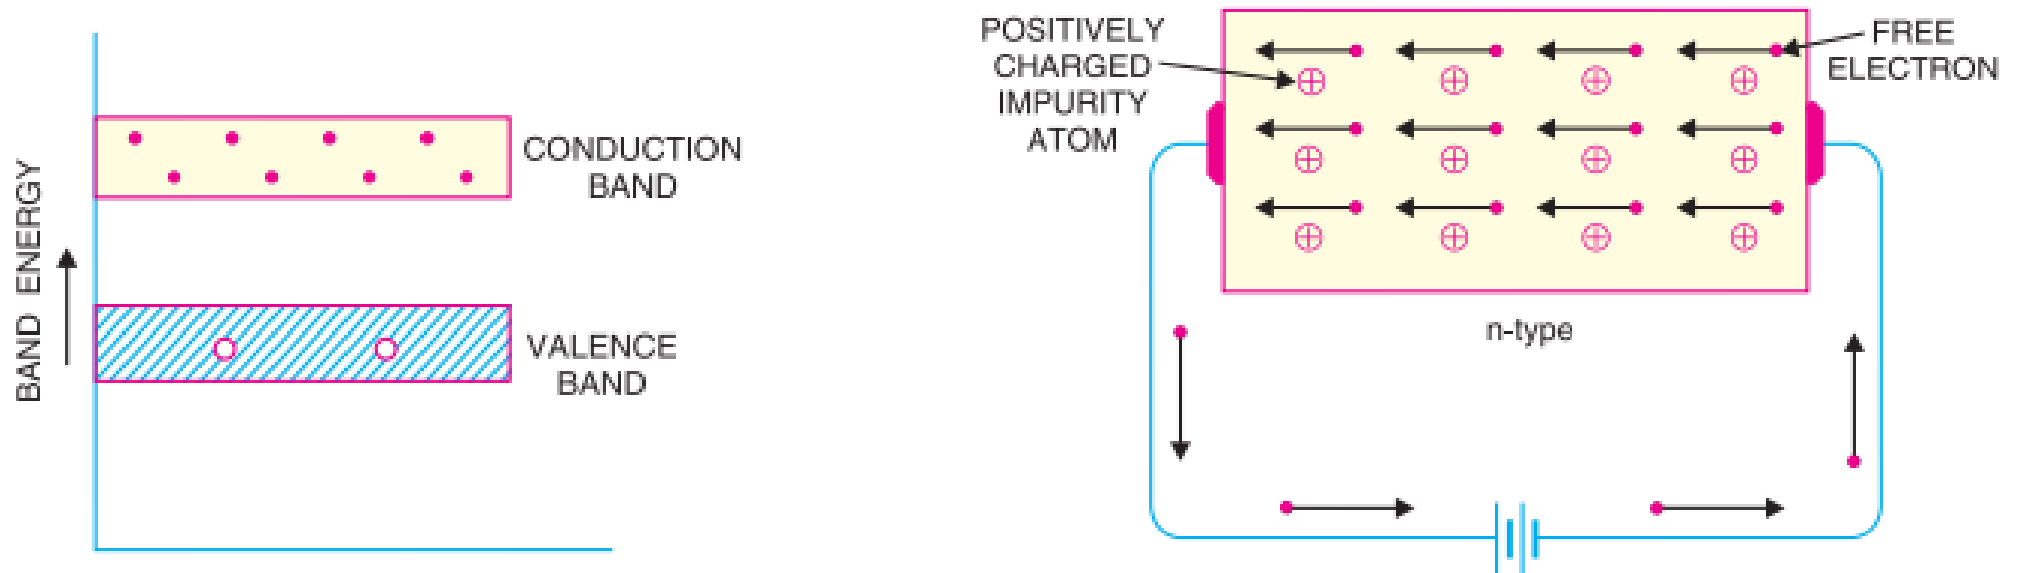 BAND ENERGY
CONDUCTION
BAND
VALENCE
BAND
POSITIVELY
CHARGED
IMPURITY
ATOM
FREE
ELECTRON
n-type